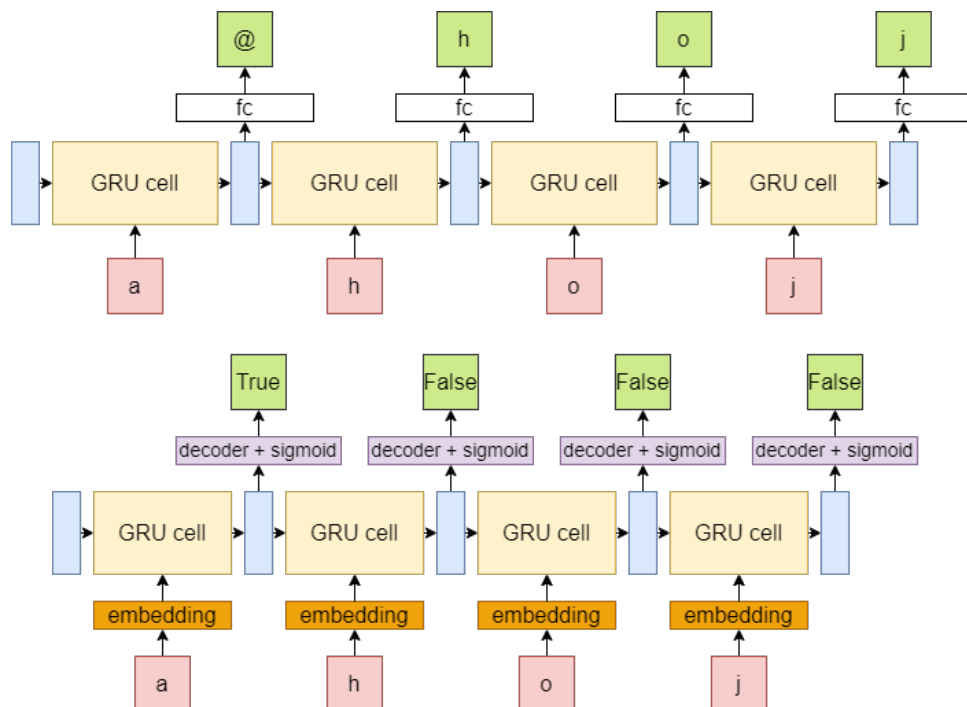 @ h o j
fc fc fc fc
GRU cell GRU cell GRU cell GRU cell
a h o j
True False False False
decoder + sigmoid decoder + sigmoid decoder + sigmoid decoder + sigmoid
GRU cell GRU cell GRU cell GRU cell
embedding embedding embedding embedding
a h o j